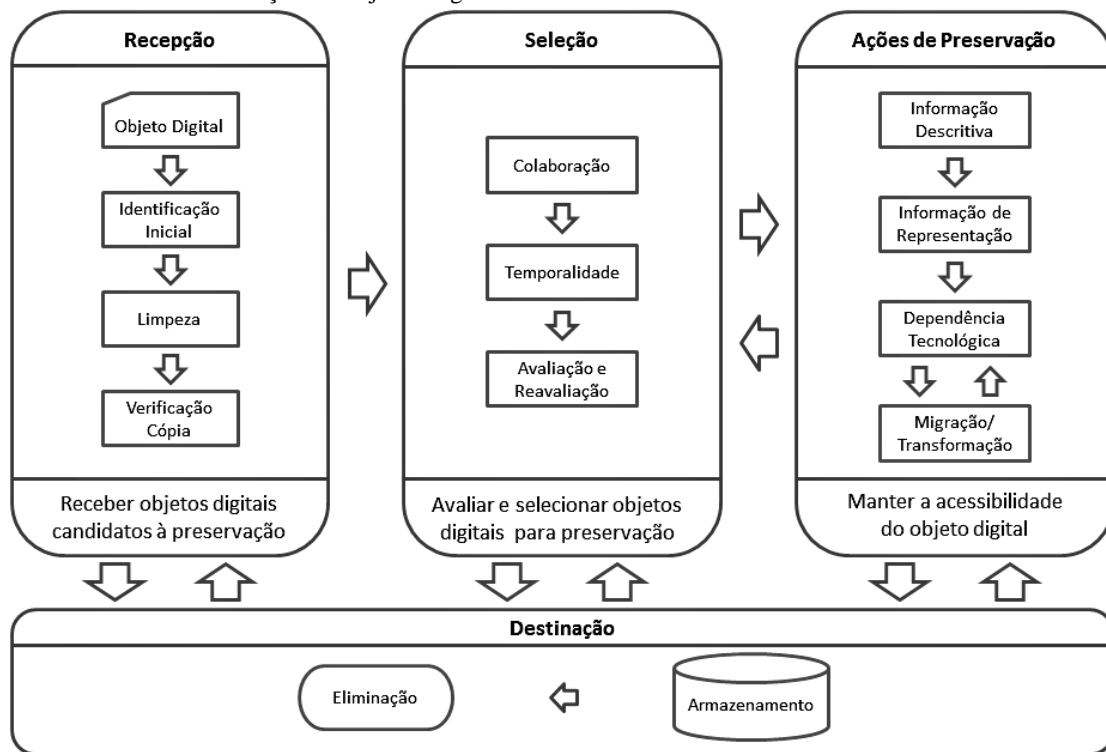 Recepção
Objeto Digital
Identificação
Inicial
Limpeza
Verificação
Cópia
Receber objetos digitais
candidatos à preservação
Seleção
Colaboração
Temporalidade
Avaliação e
Reavaliação
Avaliar e selecionar objetos
digitais para preservação
Ações de Preservação
Informação
Descritiva
Informação de
Representação
Dependência
Tecnológica
Migração/
Transformação
Manter a acessibilidade
do objeto digital
Destinação
Eliminação
Armazenamento